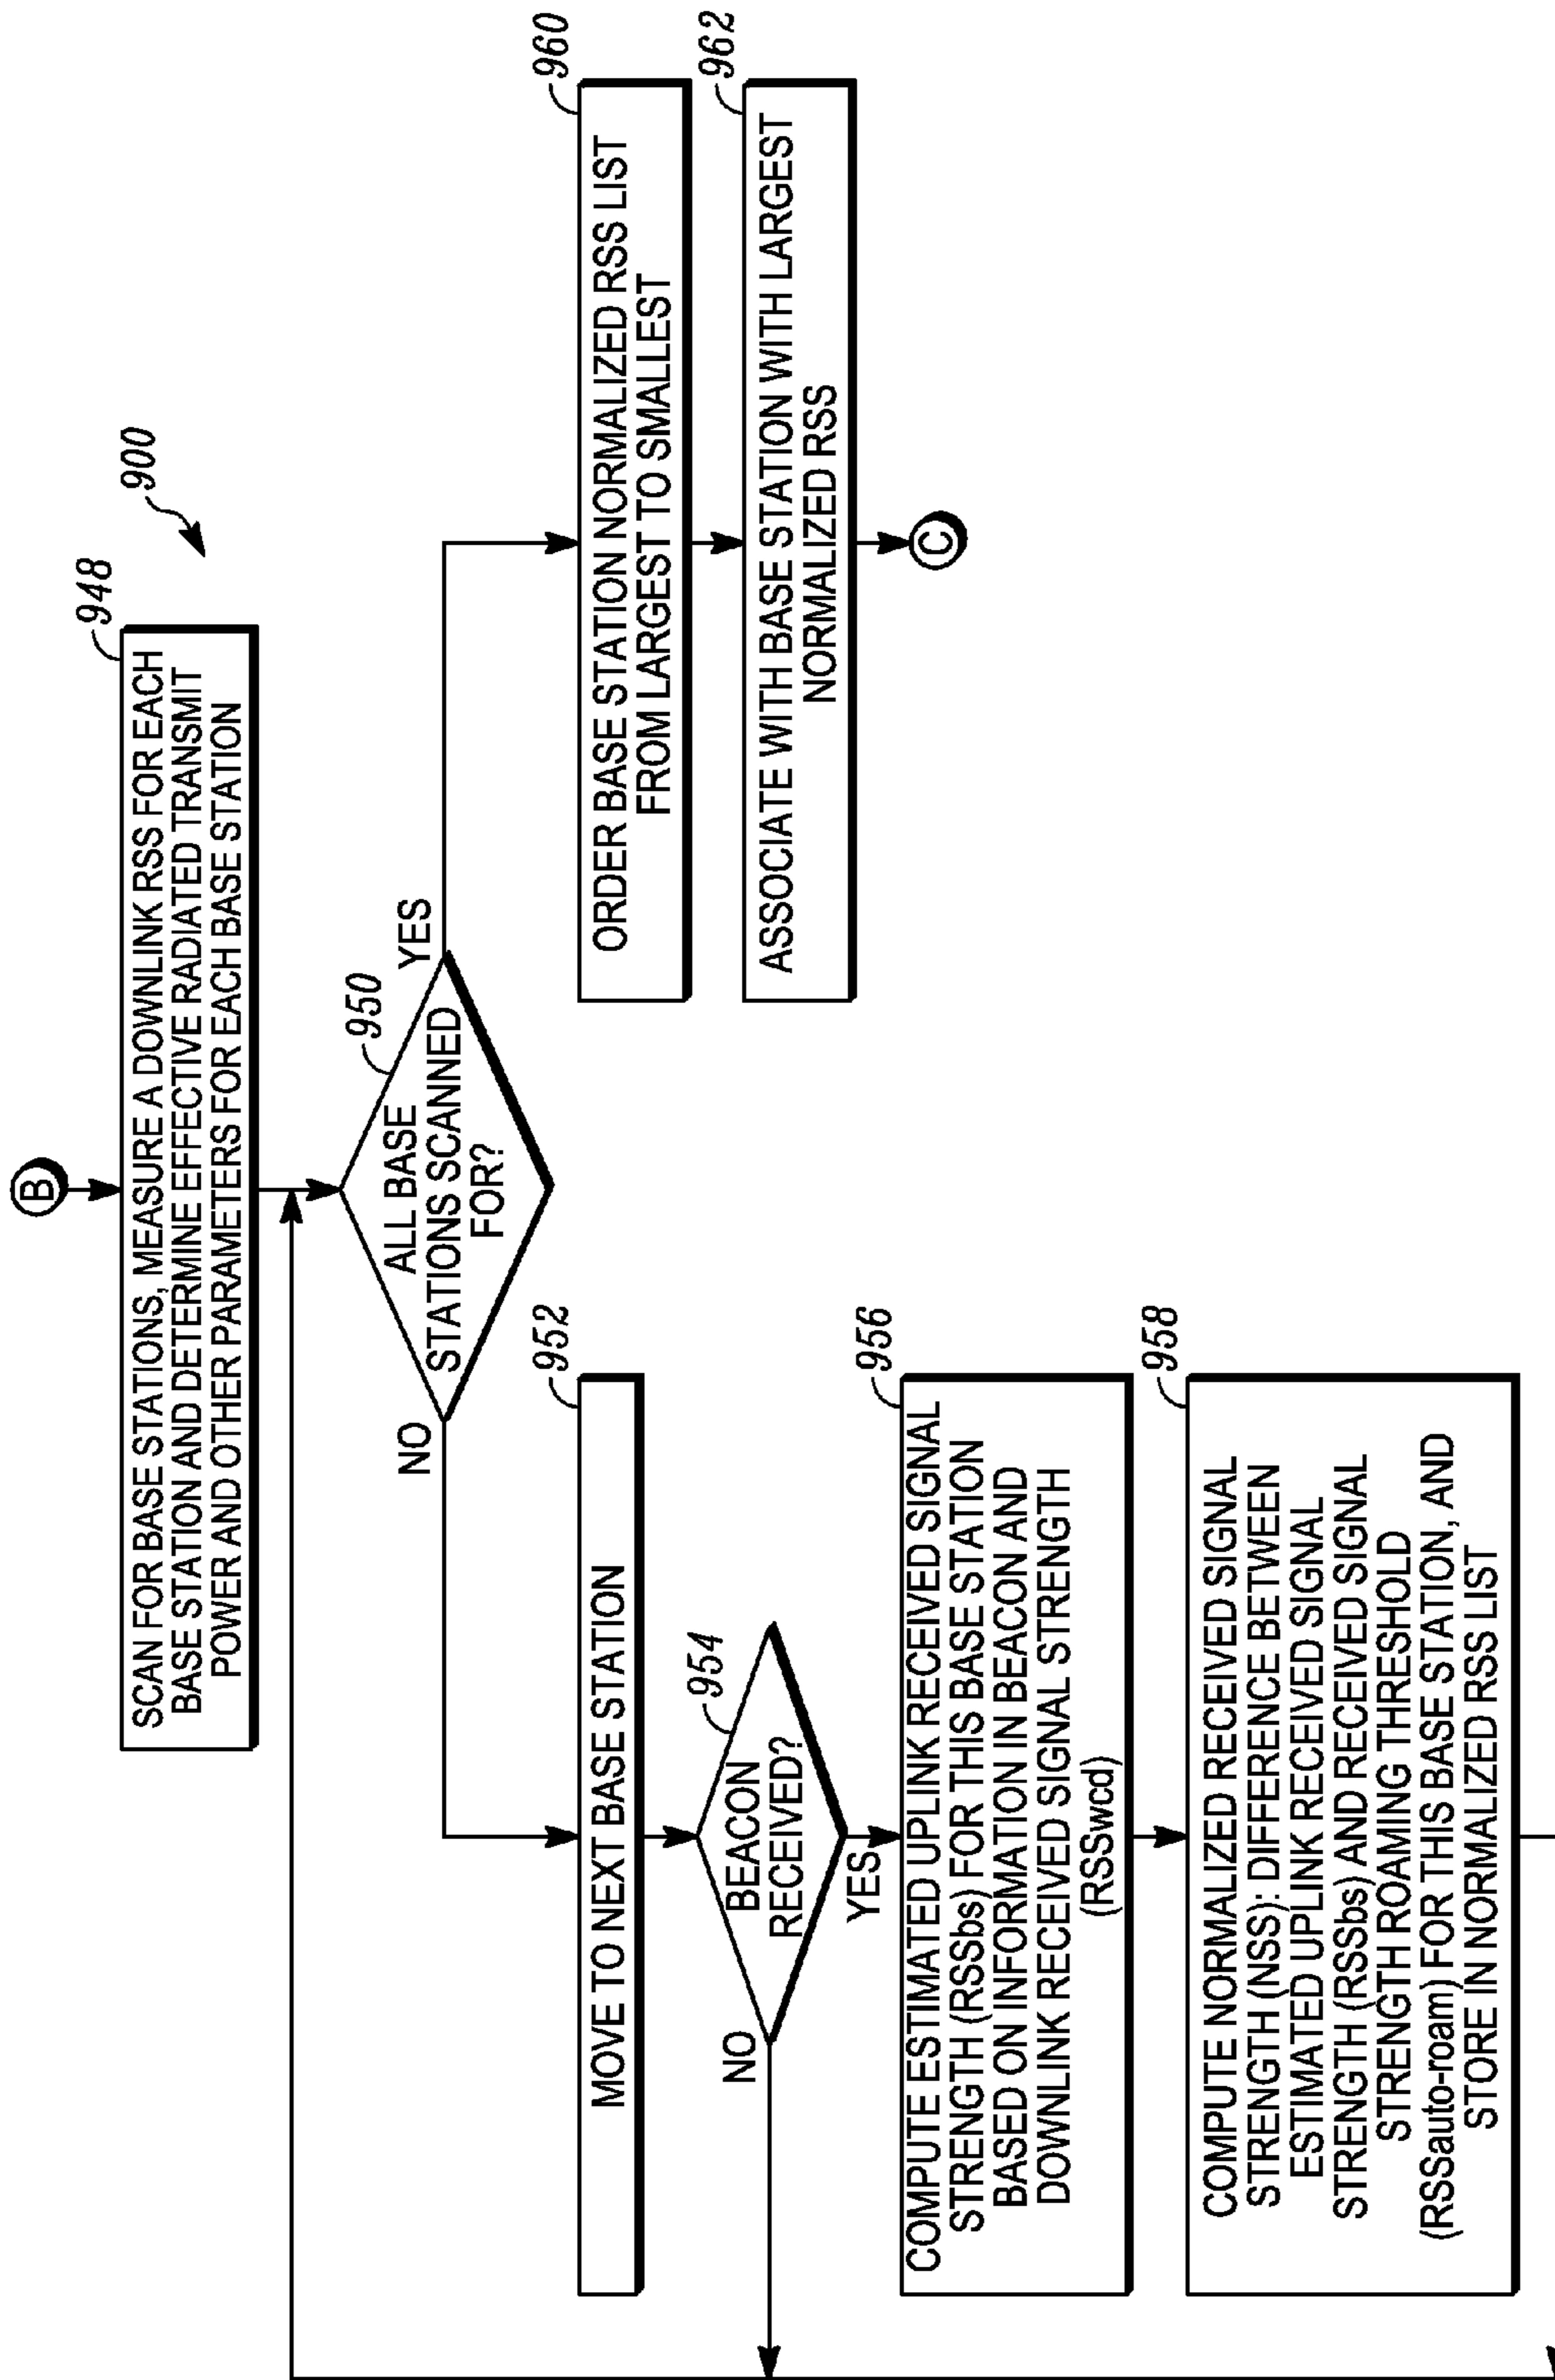 B
900
948
SCAN FOR BASE STATIONS, MEASURE A DOWNLINK RSS FOR EACH
BASE STATION AND DETERMINE EFFECTIVE RADIATED TRANSMIT
POWER AND OTHER PARAMETERS FOR EACH BASE STATION
950
ALL BASE
STATIONS SCANNED
FOR?
NO
YES
952
MOVE TO NEXT BASE STATION
954
BEACON
RECEIVED?
NO
YES
956
COMPUTE ESTIMATED UPLINK RECEIVED SIGNAL
STRENGTH (RSSbs) FOR THIS BASE STATION
BASED ON INFORMATION IN BEACON AND
DOWNLINK RECEIVED SIGNAL STRENGTH
(RSSwcd)
958
COMPUTE NORMALIZED RECEIVED SIGNAL
STRENGTH (NSS): DIFFERENCE BETWEEN
ESTIMATED UPLINK RECEIVED SIGNAL
STRENGTH (RSSbs) AND RECEIVED SIGNAL
STRENGTH ROAMING THRESHOLD
(RSSauto-roam) FOR THIS BASE STATION, AND
STORE IN NORMALIZED RSS LIST
960
ORDER BASE STATION NORMALIZED RSS LIST
FROM LARGEST TO SMALLEST
962
ASSOCIATE WITH BASE STATION WITH LARGEST
NORMALIZED RSS
C